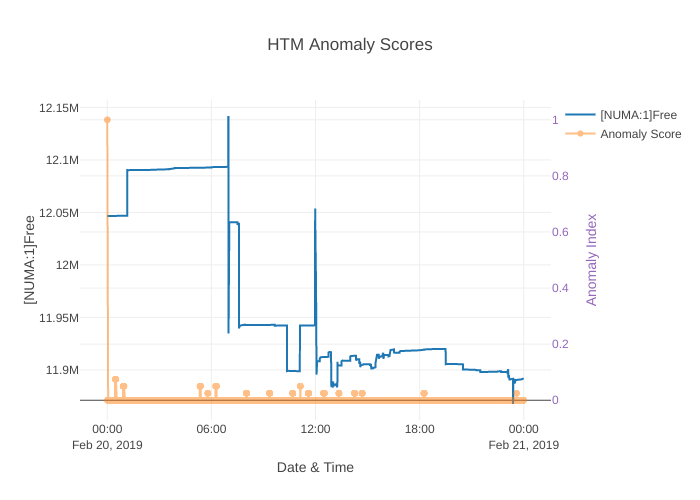 HTM Anomaly Scores
12.15M
12.1M
12.05M
12M
11.95M
11.9M
[NUMA:1]Free
1
0.8
0.6
0.4
0.2
0
Anomaly Index
[NUMA:1]Free
Anomaly Score
00:00 06:00 12:00 18:00 00:00
Feb 20, 2019 Feb 21, 2019
Date & Time